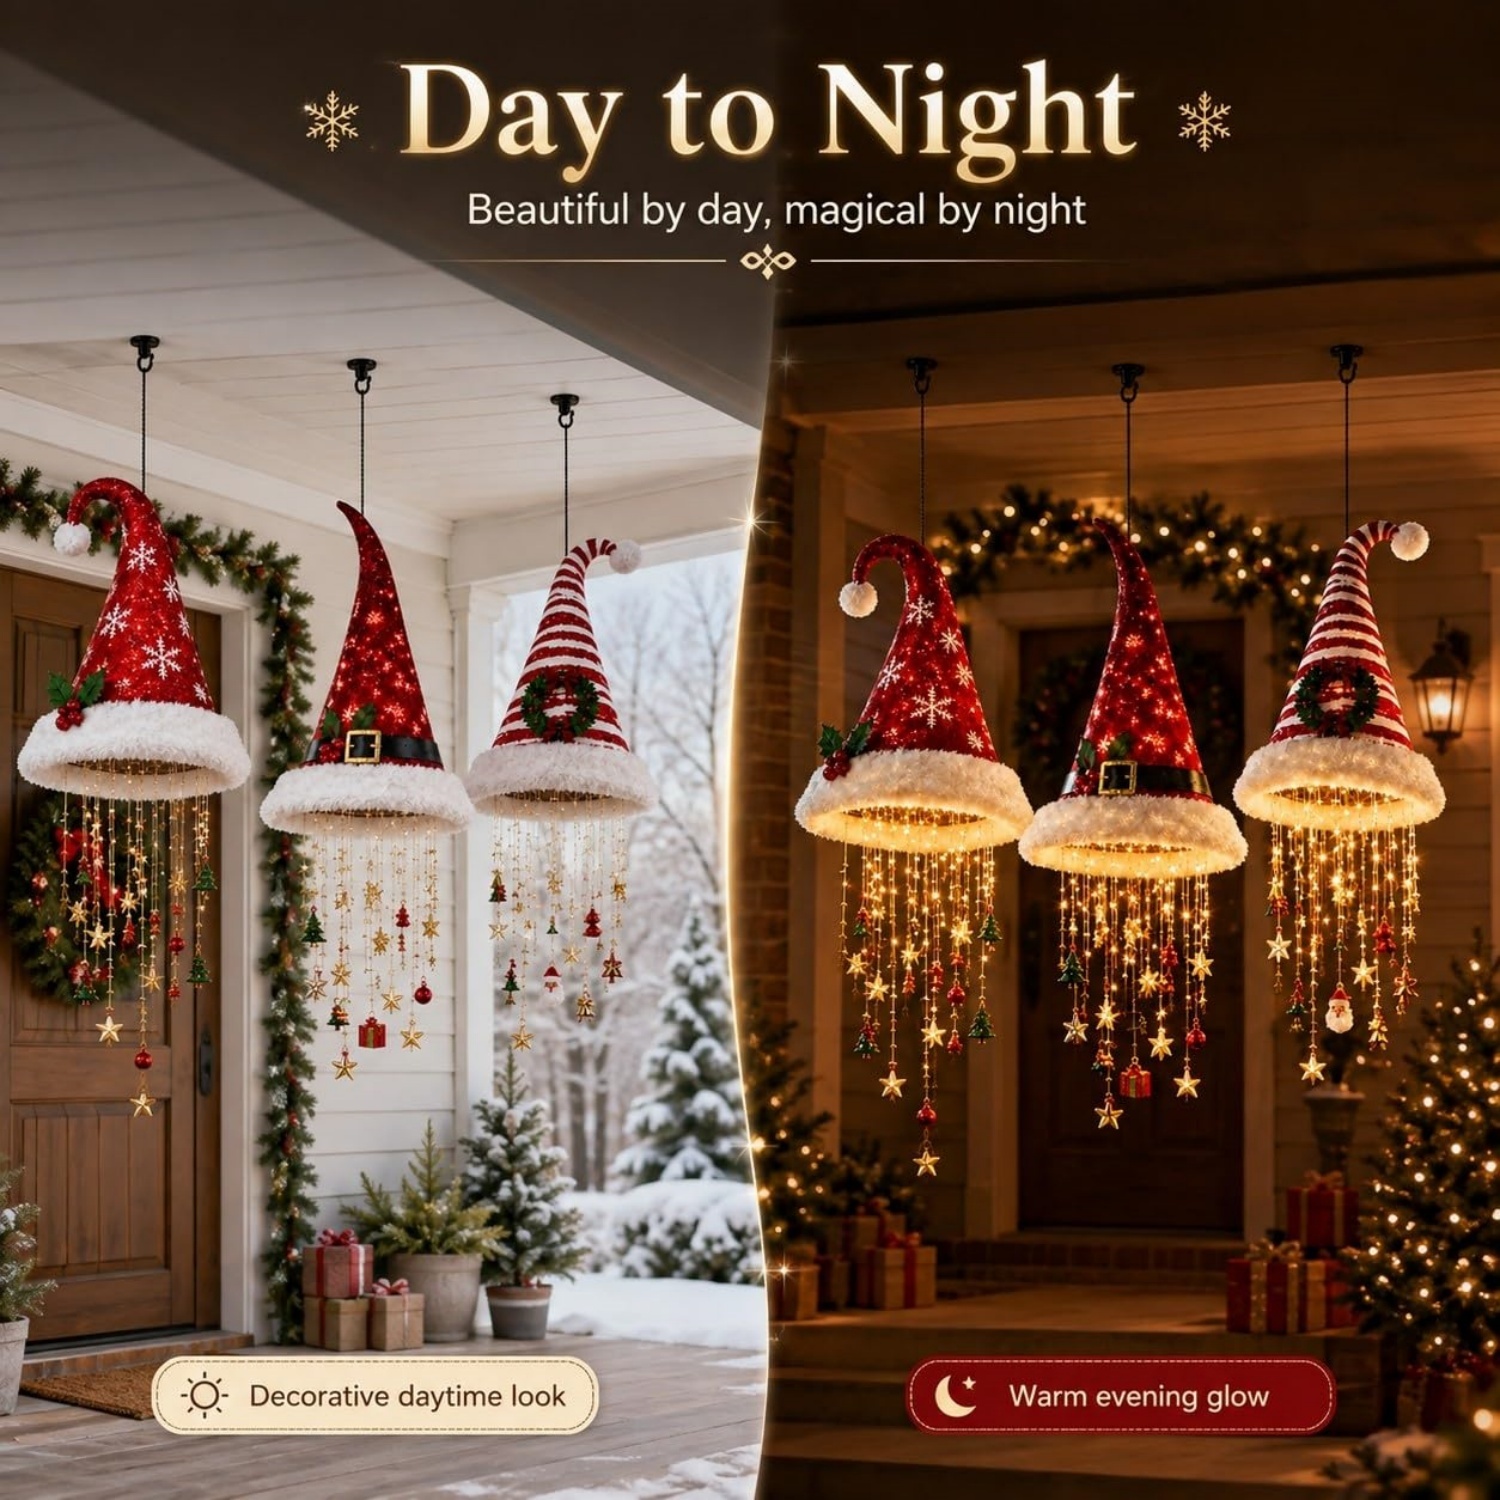 Day to Night
Beautiful by day, magical by night
Decorative daytime look
Warm evening glow